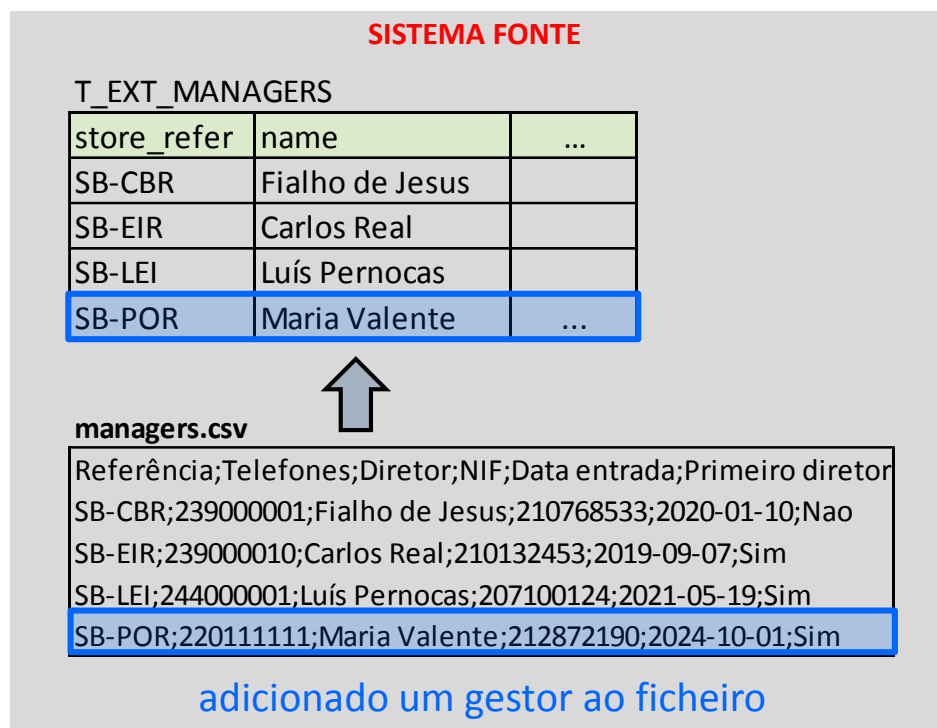 SISTEMA FONTE
T_EXT_MANAGERS
store_refer name ...
SB-CBR Fialho de Jesus
SB-EIR Carlos Real
SB-LEI Luís Pernocas
SB-POR Maria Valente ...
managers.csv
Referência;Telefones;Diretor;NIF;Data entrada;Primeiro diretor
SB-CBR;239000001;Fialho de Jesus;210768533;2020-01-10;Nao
SB-EIR;239000010;Carlos Real;210132453;2019-09-07;Sim
SB-LEI;244000001;Luís Pernocas;207100124;2021-05-19;Sim
SB-POR;220111111;Maria Valente;212872190;2024-10-01;Sim
adicionado um gestor ao ficheiro